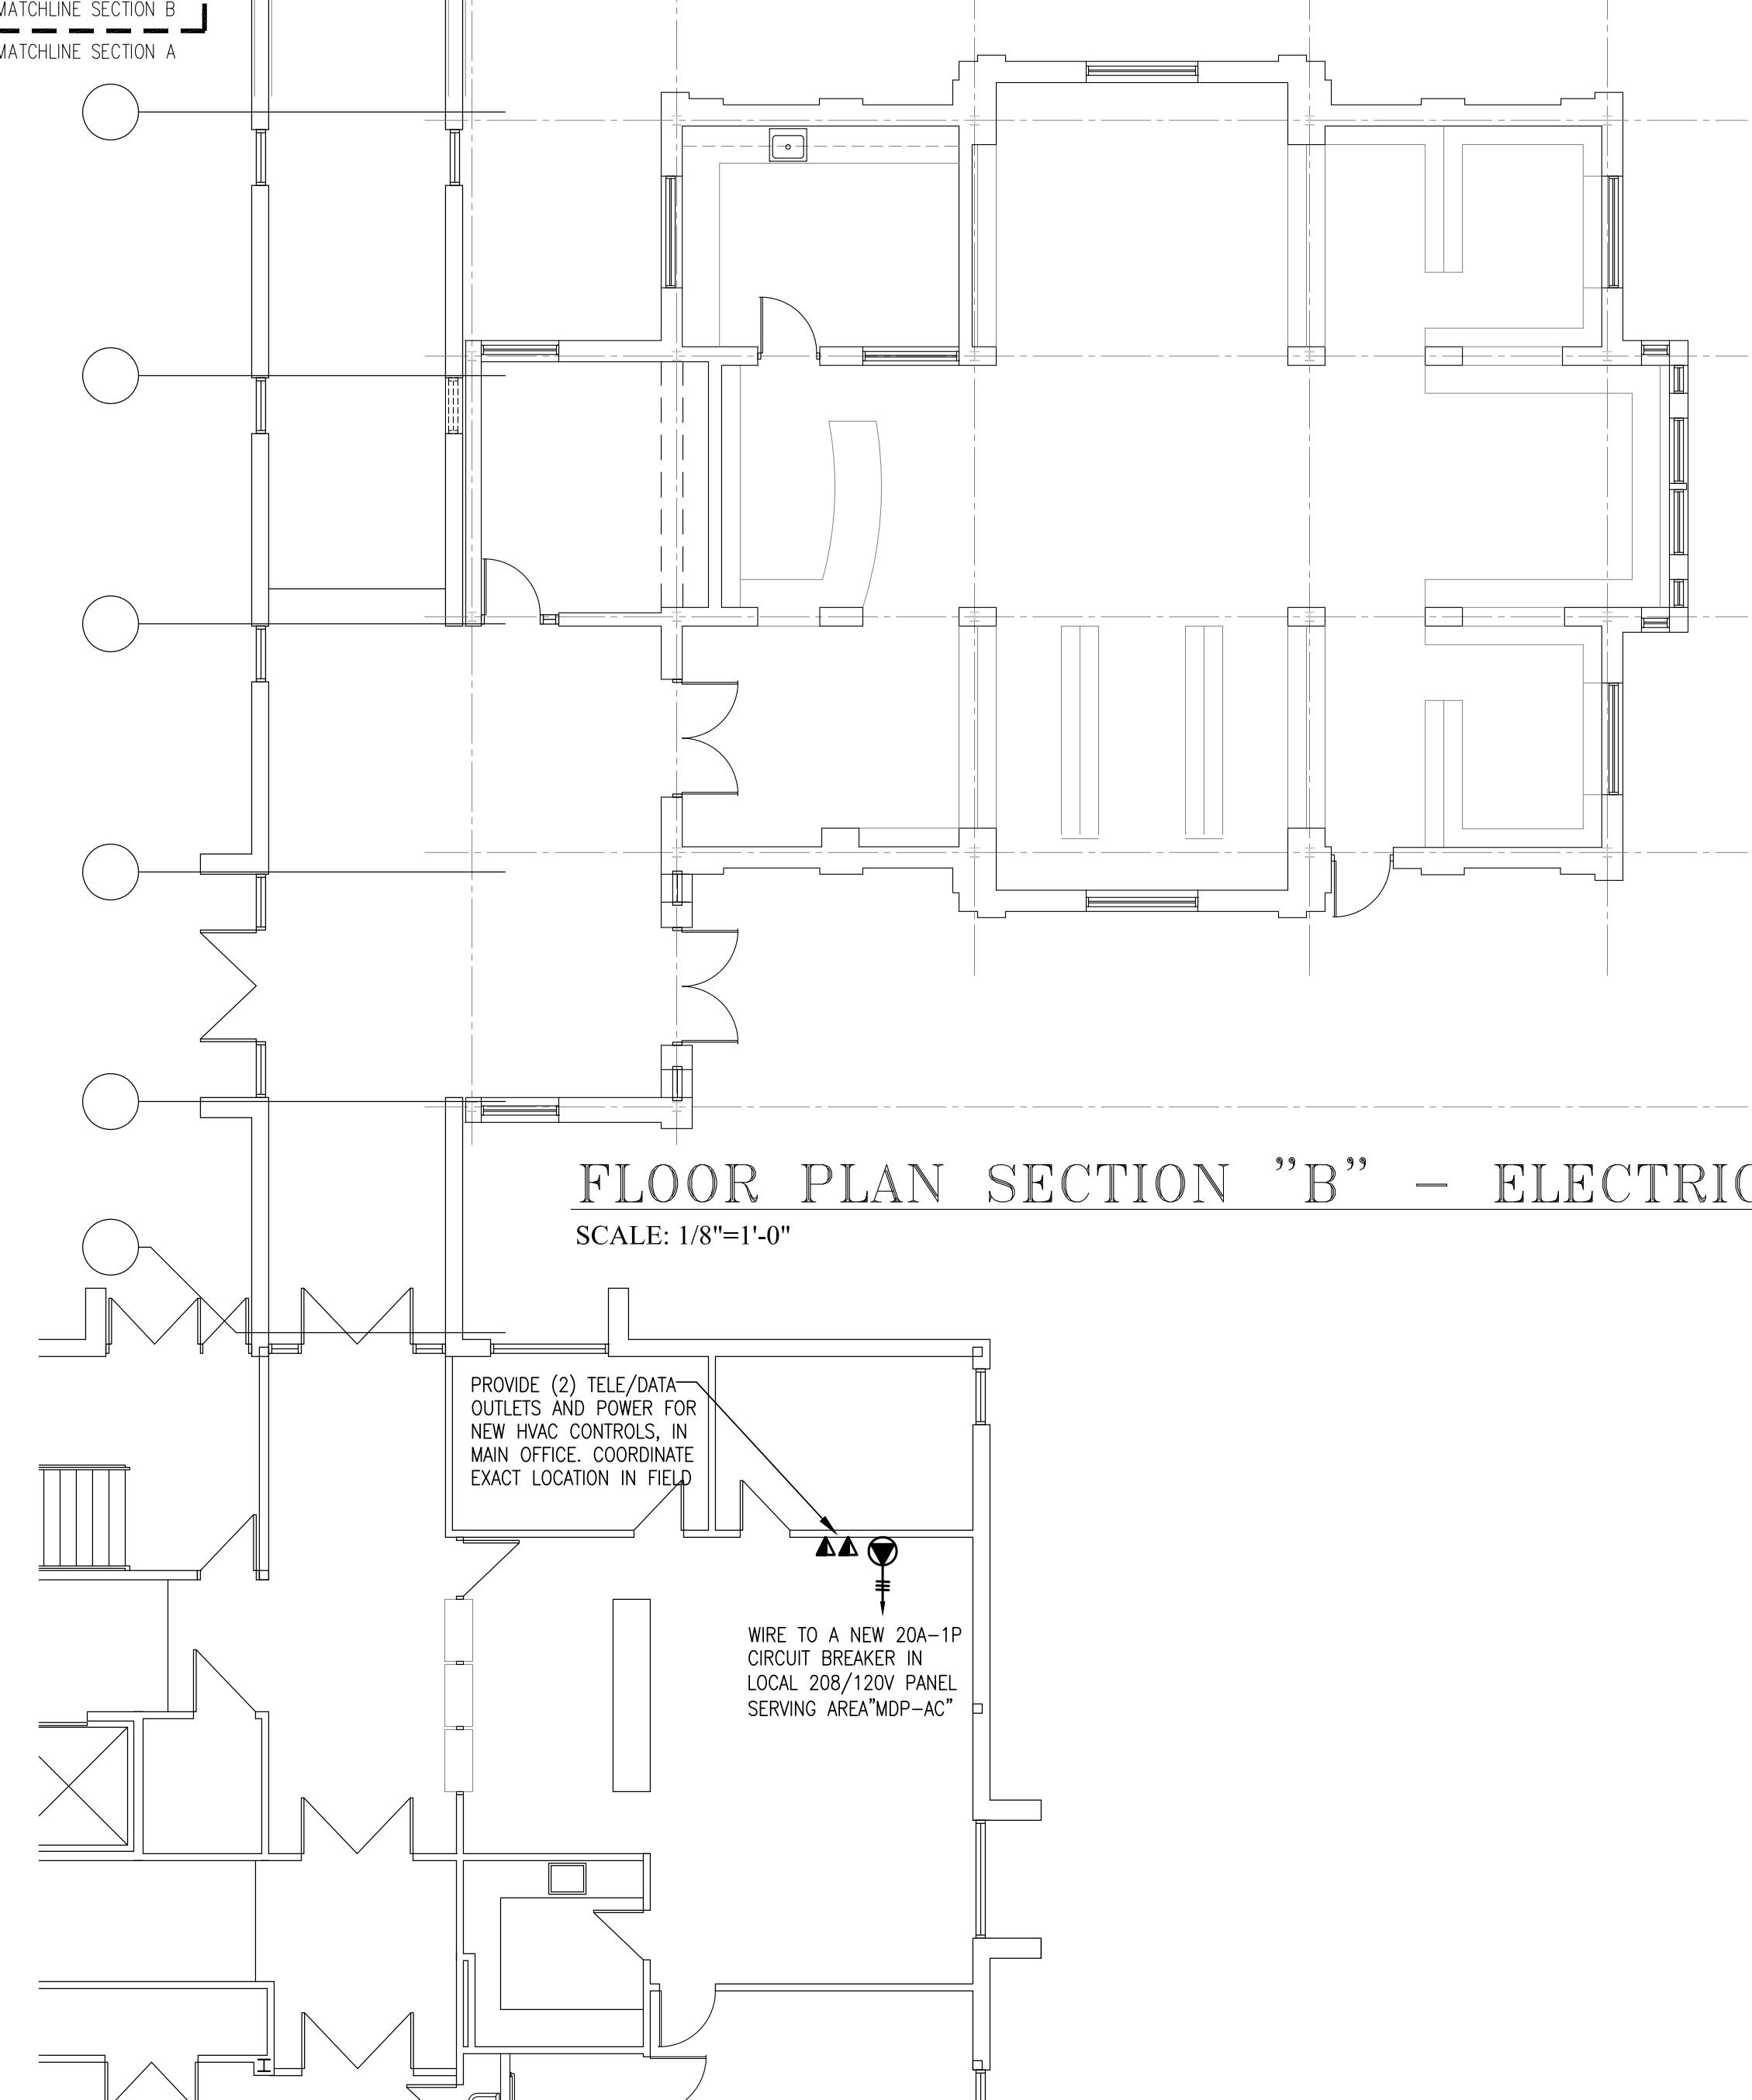 MATCHLINE SECTION B
MATCHLINE SECTION A
FLOOR PLAN SECTION ”B” – ELECTRIC
SCALE: 1/8"=1'-0"
PROVIDE (2) TELE/DATA
OUTLETS AND POWER FOR
NEW HVAC CONTROLS, IN
MAIN OFFICE. COORDINATE
EXACT LOCATION IN FIELD
WIRE TO A NEW 20A-1P
CIRCUIT BREAKER IN
LOCAL 208/120V PANEL
SERVING AREA”MDP-AC”